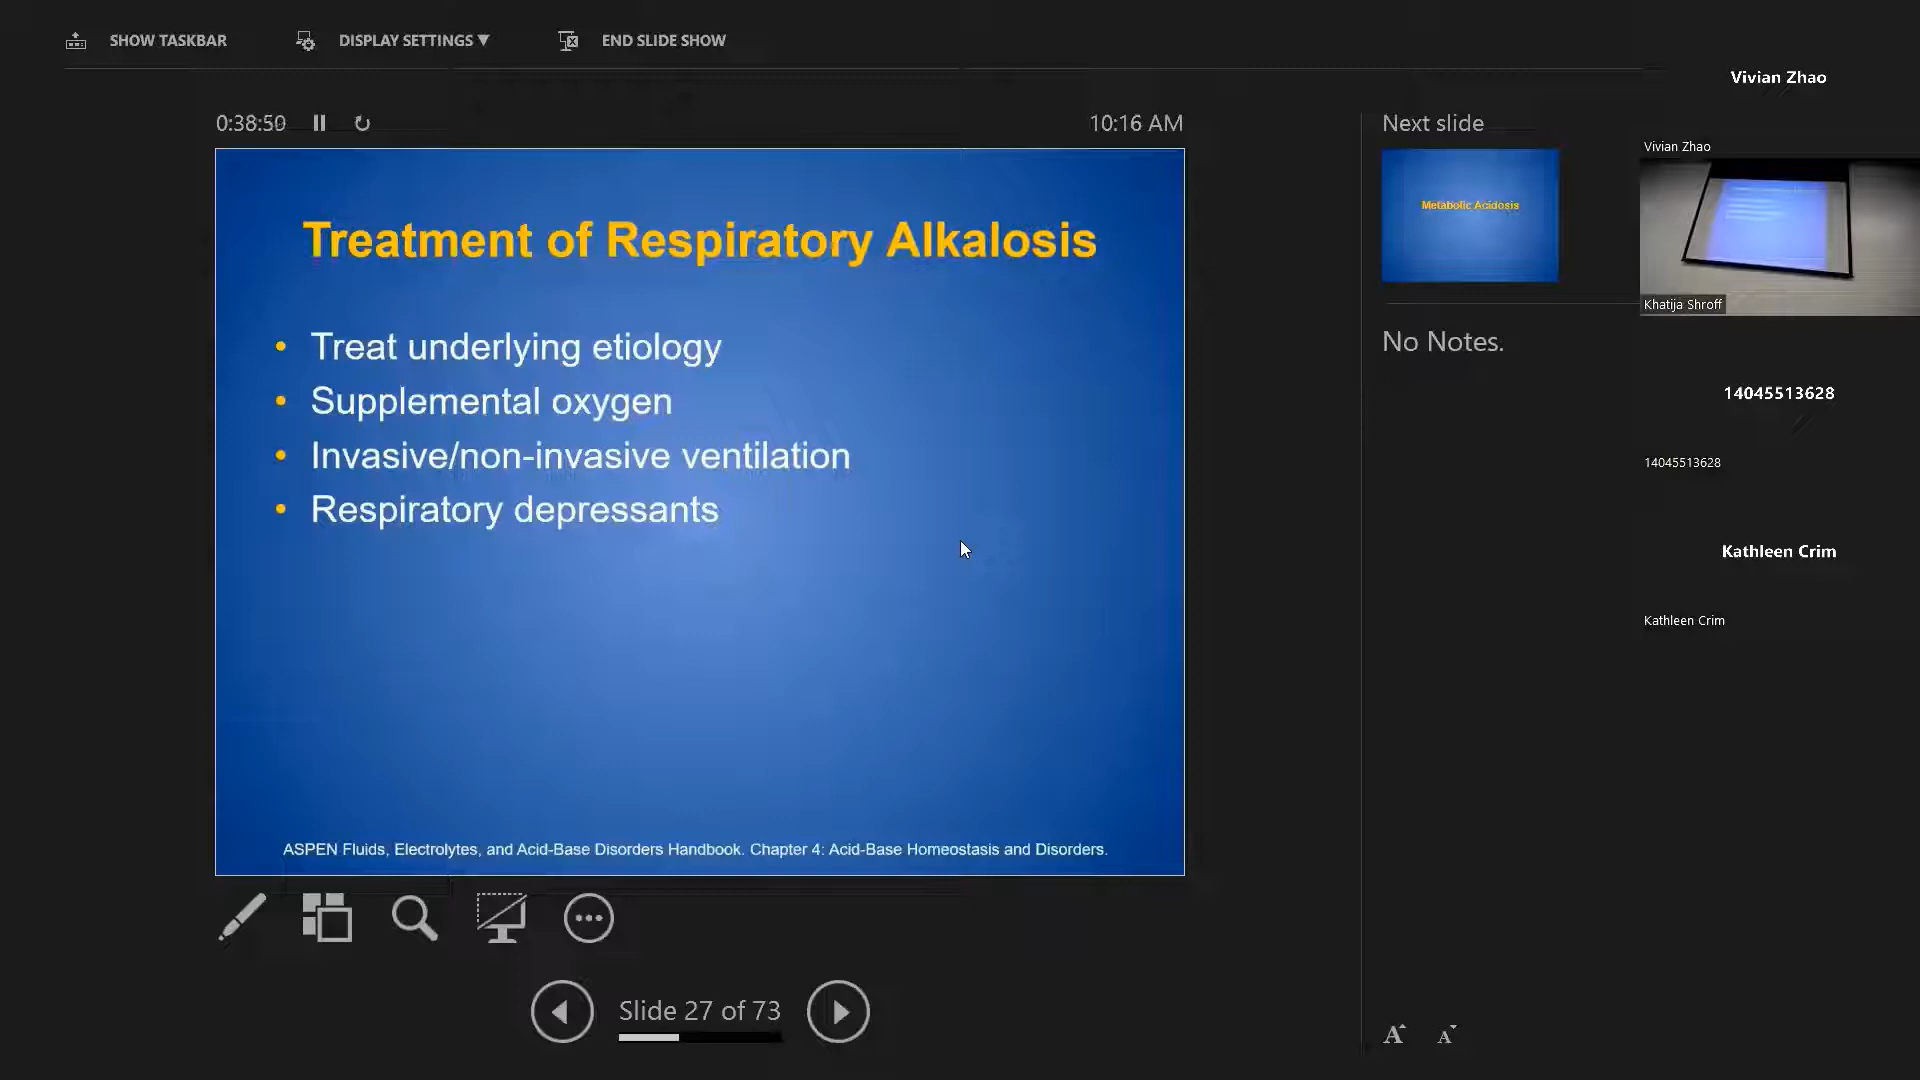 SHOW TASKBAR
DISPLAY SETTINGS ▼
END SLIDE SHOW
0:38:50
10:16 AM
Treatment of Respiratory Alkalosis
• Treat underlying etiology
• Supplemental oxygen
• Invasive/non-invasive ventilation
• Respiratory depressants
ASPEN Fluids, Electrolytes, and Acid-Base Disorders Handbook. Chapter 4: Acid-Base Homeostasis and Disorders.
Slide 27 of 73
Next slide
Metabolic Acidosis
No Notes.
A A
Vivian Zhao
Vivian Zhao
Khatija Shroff
14045513628
14045513628
Kathleen Crim
Kathleen Crim